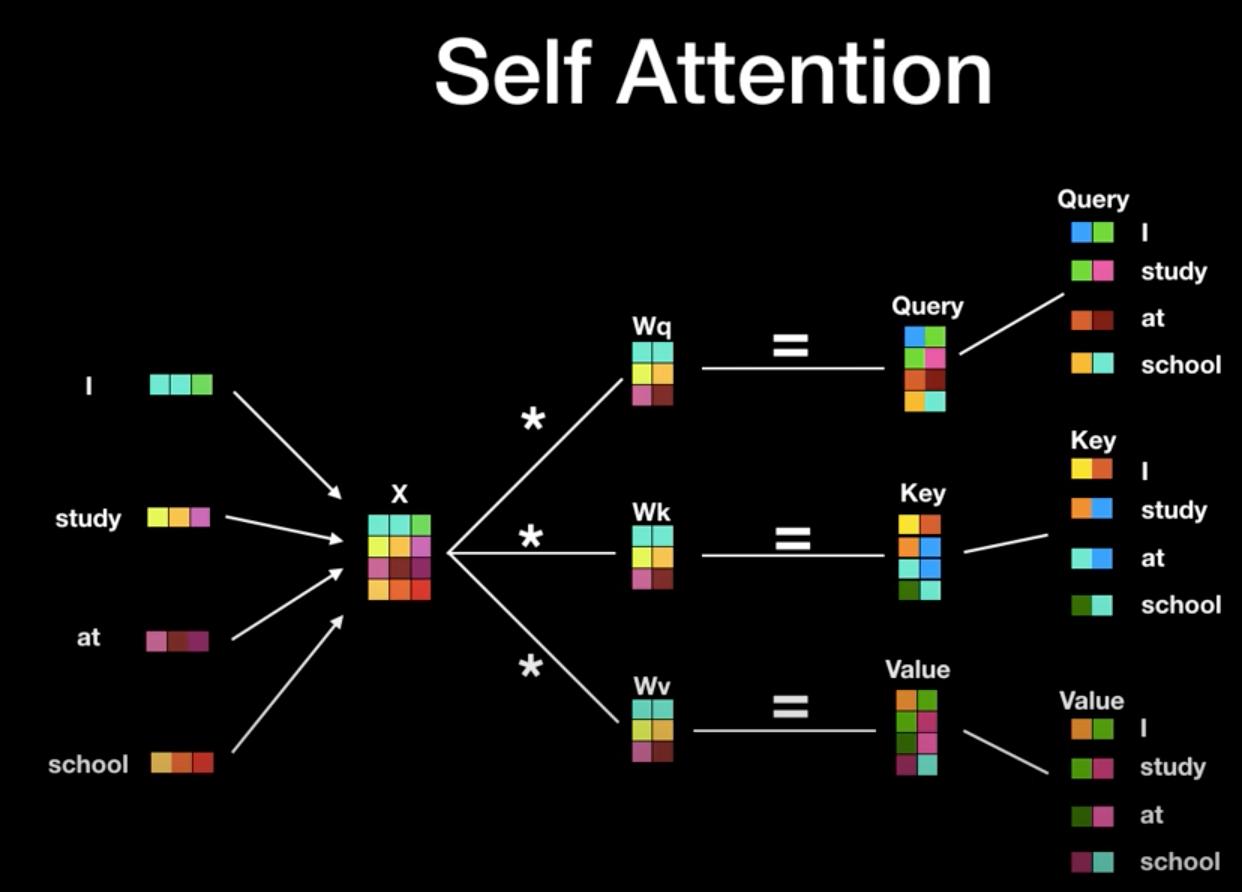 Self Attention
I
study
at
school
X
*
*
*
Wq
Wk
Wv
=
=
=
Query
Key
Value
Query
I
study
at
school
Key
I
study
at
school
Value
I
study
at
school